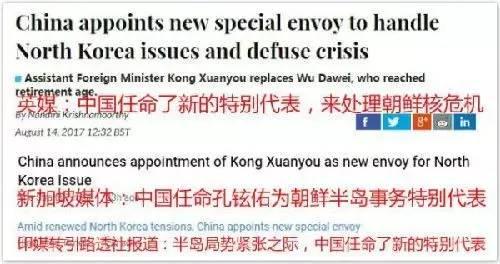 China appoints new special envoy to handle
North Korea issues and defuse crisis
Assistant Foreign Minister Kong Xuanyou replaces Wu Dawei, who reached
retirement age.
英媒：中国任命了新的特别代表，来处理朝鲜核危机
By Nandini Krishnamoorthy
August 14, 2017 12:32 BST
China announces appointment of Kong Xuanyou as new envoy for North
Korea Issue
新加坡媒体：中国任命孔铉佑为朝鲜半岛事务特别代表
Amid renewed North Korea tensions, China appoints new special envoy
印媒转引路透社报道：半岛局势紧张之际，中国任命了新的特别代表